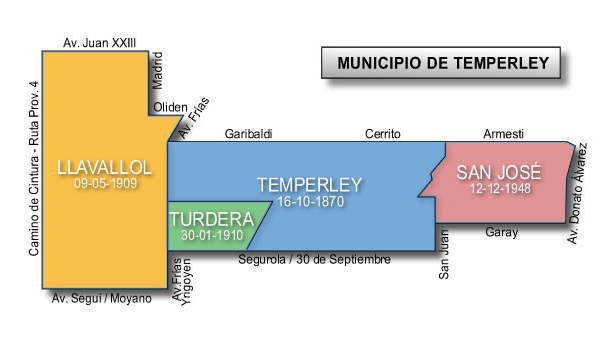 Av. Juan XXIII
MUNICIPIO DE TEMPERLEY
Camino de Cintura - Ruta Prov. 4
Madrid
Oliden
Av. Frías
Garibaldi
Cerrito
Armesti
LLAVALLOL
09-05-1909
TEMPERLEY
16-10-1870
SAN JOSÉ
12-12-1948
Av. Donato Álvarez
TURDERA
30-01-1910
Garay
San Juan
Segurola / 30 de Septiembre
Av. Frías
Yrigoyen
Av. Seguí / Moyano